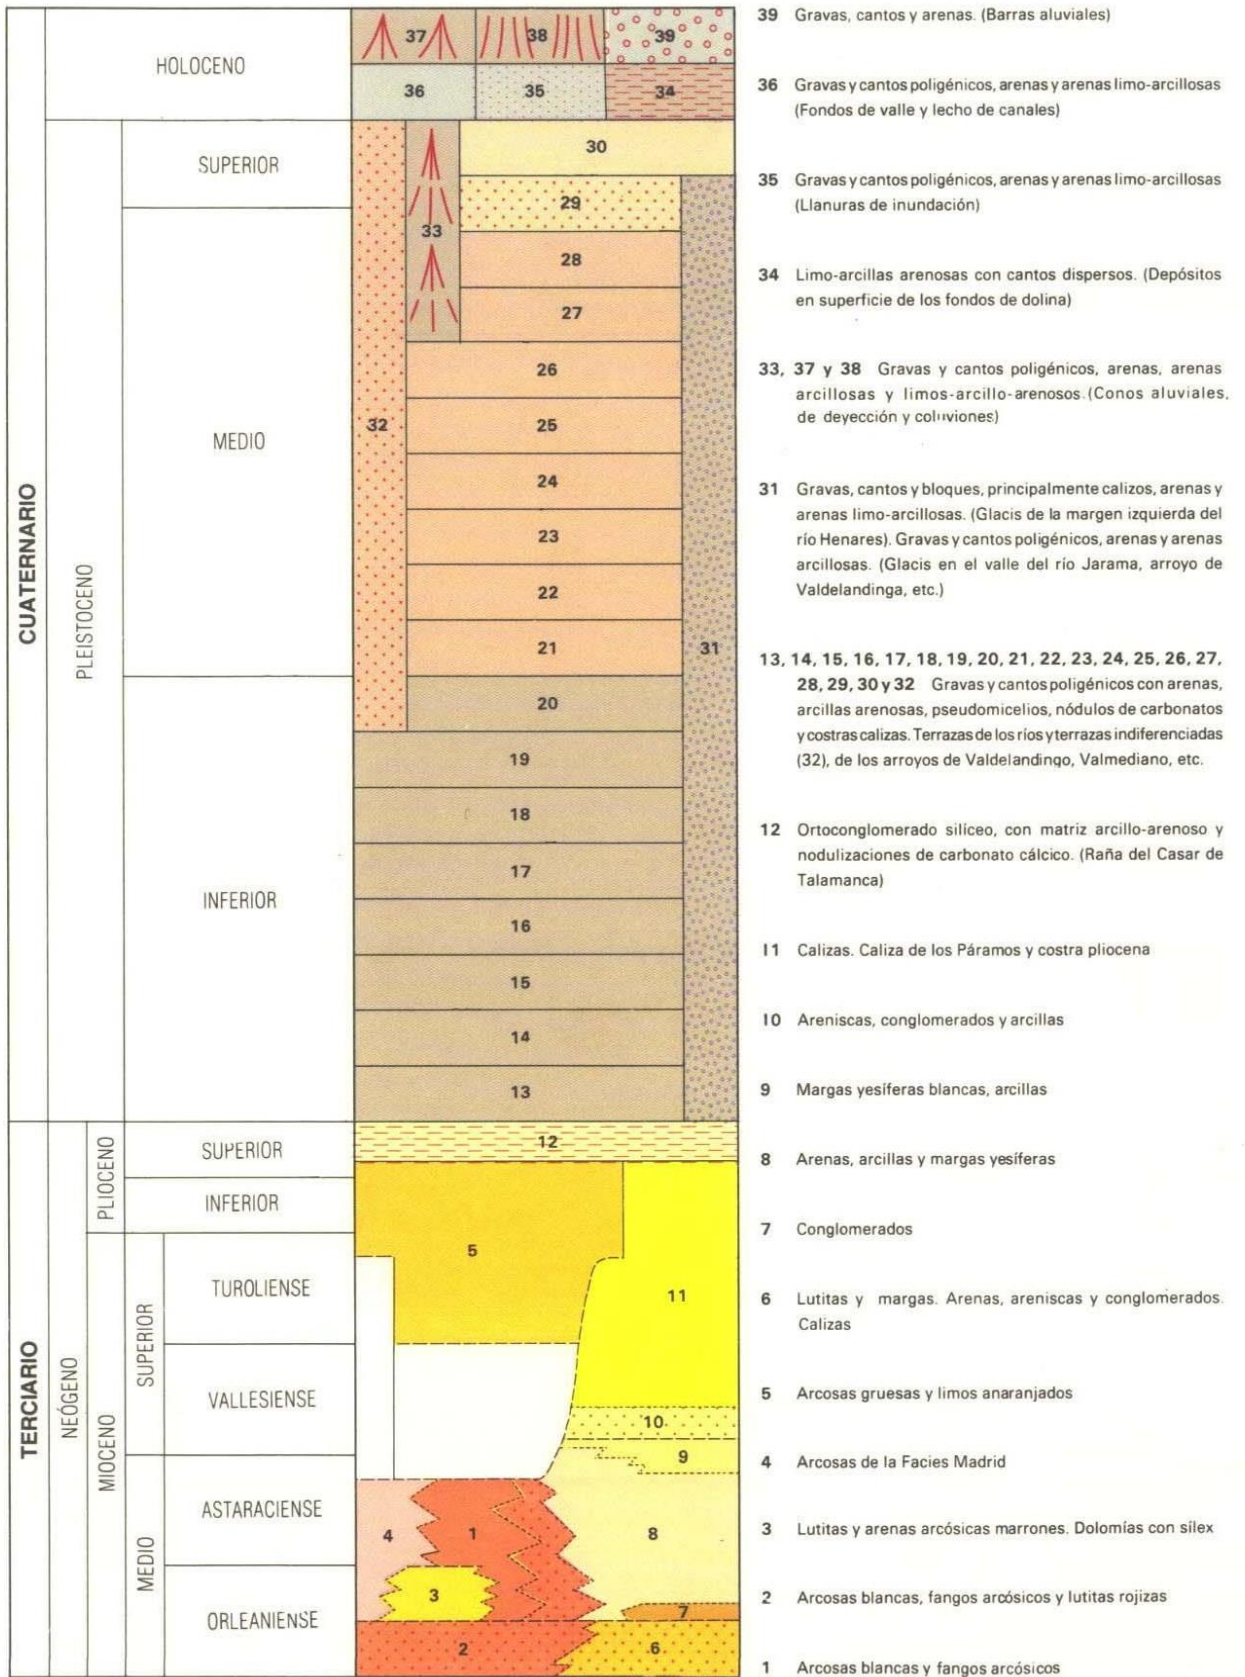 CUATERNARIO
TERCIARIO
PLEISTOCENO
NEÓGENO
HOLOCENO
SUPERIOR
MEDIO
INFERIOR
PLIOCENO
SUPERIOR
INFERIOR
MIOCENO
SUPERIOR
TUROLIENSE
VALLESIENSE
MEDIO
ASTARACIENSE
ORLEANIENSE
37 38 39
36 35 34
30
29
33
28
27
26
32 25
24
23
22
21 31
20
19
18
17
16
15
14
13
12
5
11
10
9
4 1 8
3
7
2 6
39 Gravas, cantos y arenas. (Barras aluviales)
36 Gravas y cantos poligénicos, arenas y arenas limo-arcillosas
(Fondos de valle y lecho de canales)
35 Gravas y cantos poligénicos, arenas y arenas limo-arcillosas
(Llanuras de inundación)
34 Limo-arcillas arenosas con cantos dispersos. (Depósitos
en superficie de los fondos de dolina)
33, 37 y 38 Gravas y cantos poligénicos, arenas, arenas
arcillosas y limos-arcillo-arenosos. (Conos aluviales,
de deyección y coluviones)
31 Gravas, cantos y bloques, principalmente calizos, arenas y
arenas limo-arcillosas. (Glacis de la margen izquierda del
río Henares). Gravas y cantos poligénicos, arenas y arenas
arcillosas. (Glacis en el valle del río Jarama, arroyo de
Valdelandinga, etc.)
13, 14, 15, 16, 17, 18, 19, 20, 21, 22, 23, 24, 25, 26, 27,
28, 29, 30 y 32 Gravas y cantos poligénicos con arenas,
arcillas arenosas, pseudomicelios, nódulos de carbonatos
y costras calizas. Terrazas de los ríos y terrazas indiferenciadas
(32), de los arroyos de Valdelandingo, Valmediano, etc.
12 Ortoconglomerado silíceo, con matriz arcillo-arenoso y
nodulizaciones de carbonato cálcico. (Raña del Casar de
Talamanca)
11 Calizas. Caliza de los Páramos y costra pliocena
10 Areniscas, conglomerados y arcillas
9 Margas yesíferas blancas, arcillas
8 Arenas, arcillas y margas yesíferas
7 Conglomerados
6 Lutitas y margas. Arenas, areniscas y conglomerados.
Calizas
5 Arcosas gruesas y limos anaranjados
4 Arcosas de la Facies Madrid
3 Lutitas y arenas arcósicas marrones. Dolomías con sílex
2 Arcosas blancas, fangos arcósicos y lutitas rojizas
1 Arcosas blancas y fangos arcósicos